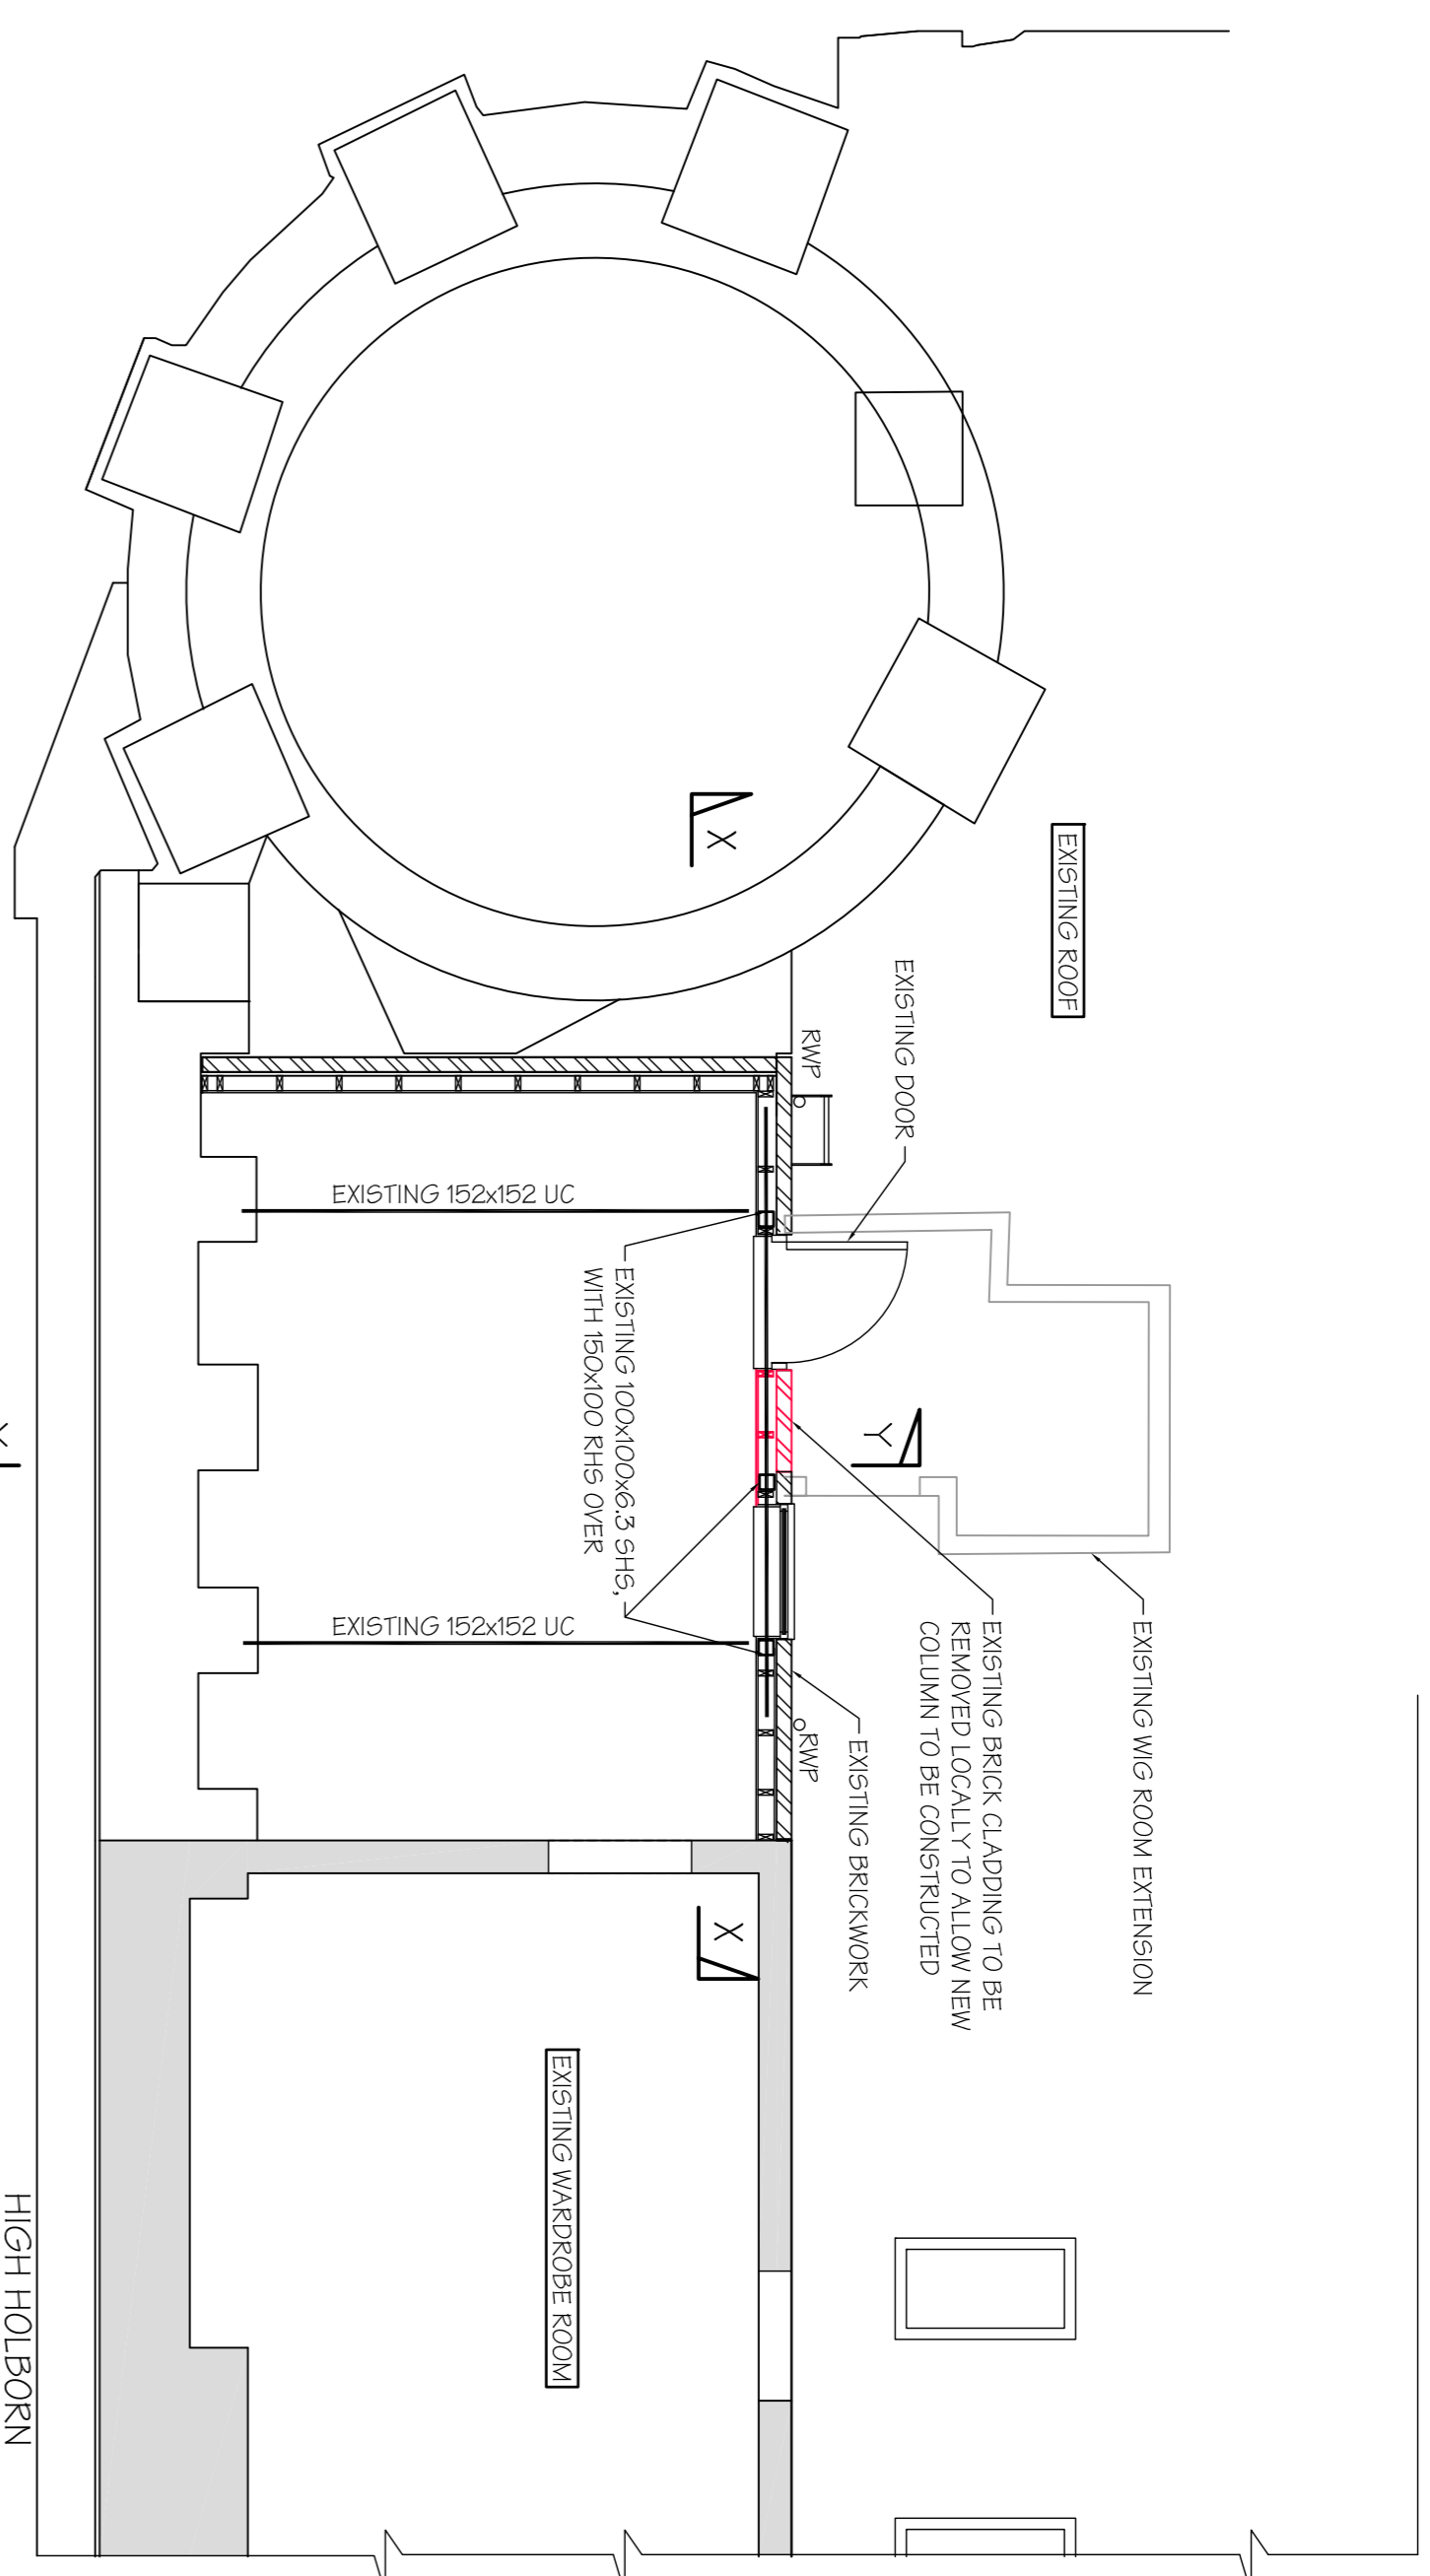 EXISTING ROOF
EXISTING WIG ROOM EXTENSION
EXISTING BRICK CLADDING TO BE
REMOVED LOCALLY TO ALLOW NEW
COLUMN TO BE CONSTRUCTED
EXISTING DOOR
EXISTING BRICKWORK
Y
RWP
RWP
X
X
EXISTING 100x100x6.3 SHS,
WITH 150x100 RHS OVER
EXISTING 152x152 UC
EXISTING 152x152 UC
EXISTING WARDROBE ROOM
HIGH HOLBORN